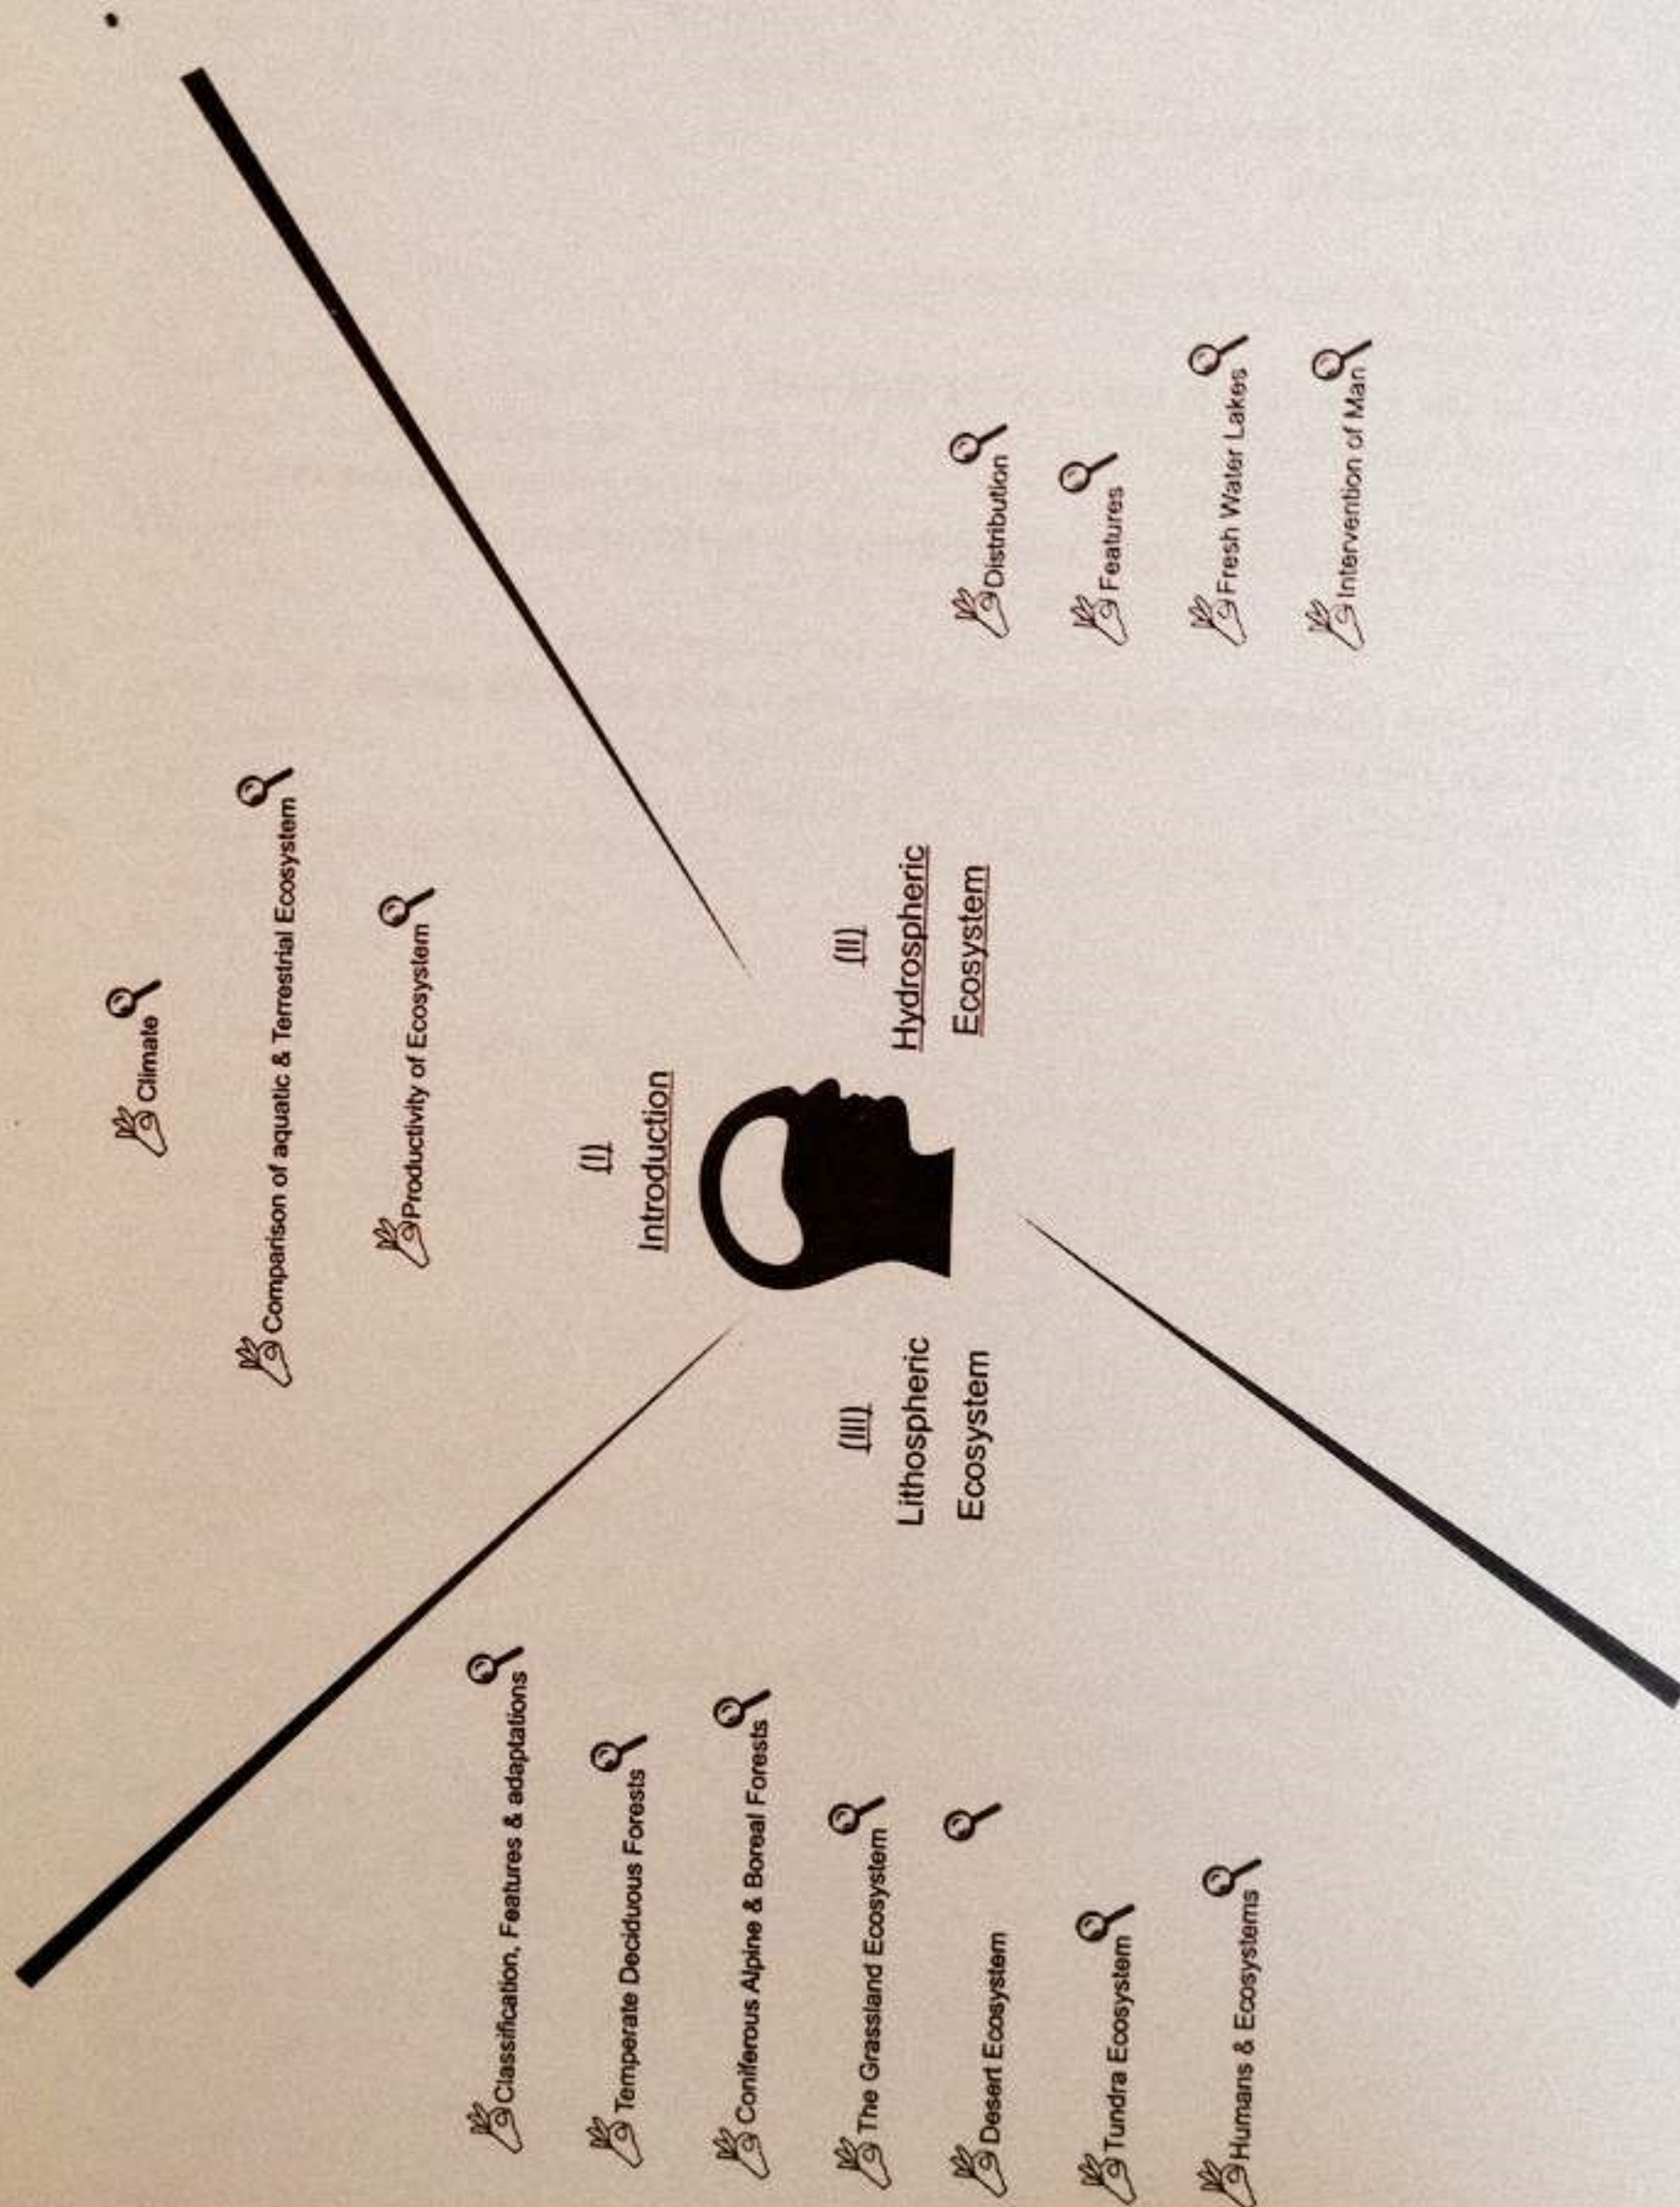 Climate
Comparison of aquatic & Terrestrial Ecosystem
Productivity of Ecosystem
(I)
Introduction
(II)
Hydrospheric
Ecosystem
Distribution
Features
Fresh Water Lakes
Intervention of Man
(III)
Lithospheric
Ecosystem
Classification, Features & adaptations
Temperate Deciduous Forests
Coniferous Alpine & Boreal Forests
The Grassland Ecosystem
Desert Ecosystem
Tundra Ecosystem
Humans & Ecosystems